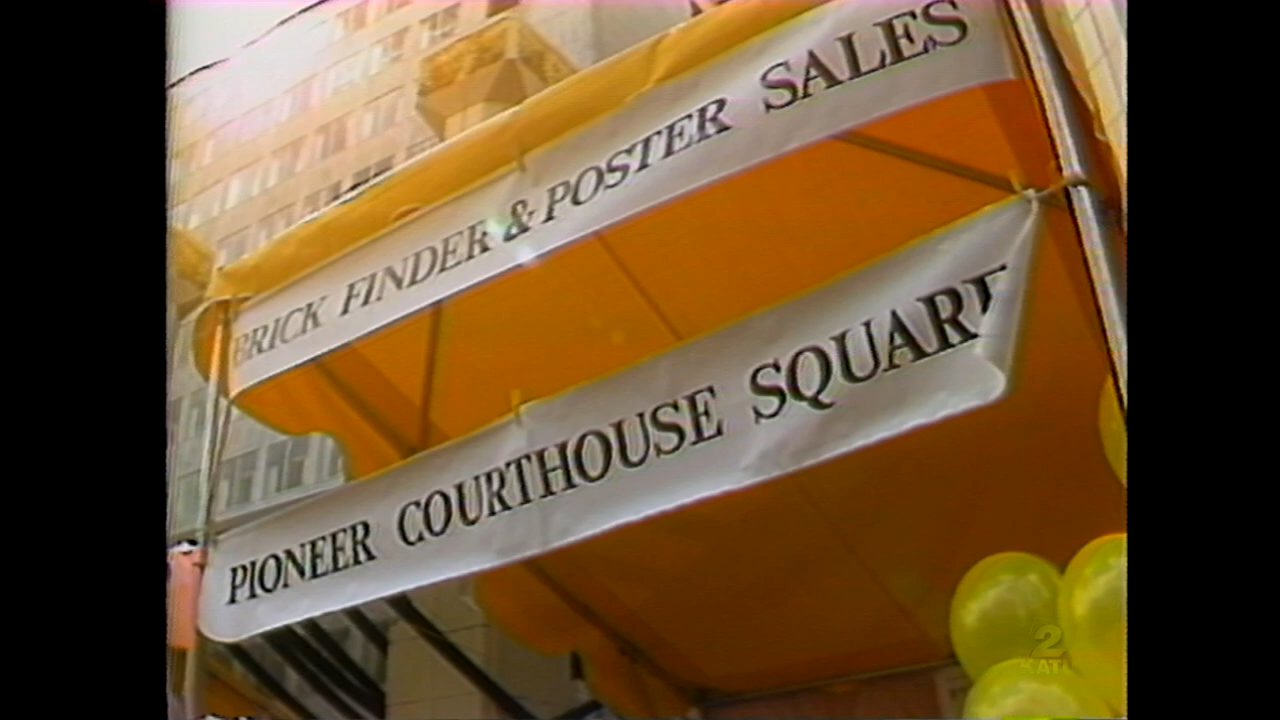 BRICK FINDER & POSTER SALES
PIONEER COURTHOUSE SQUARE
2
KATU